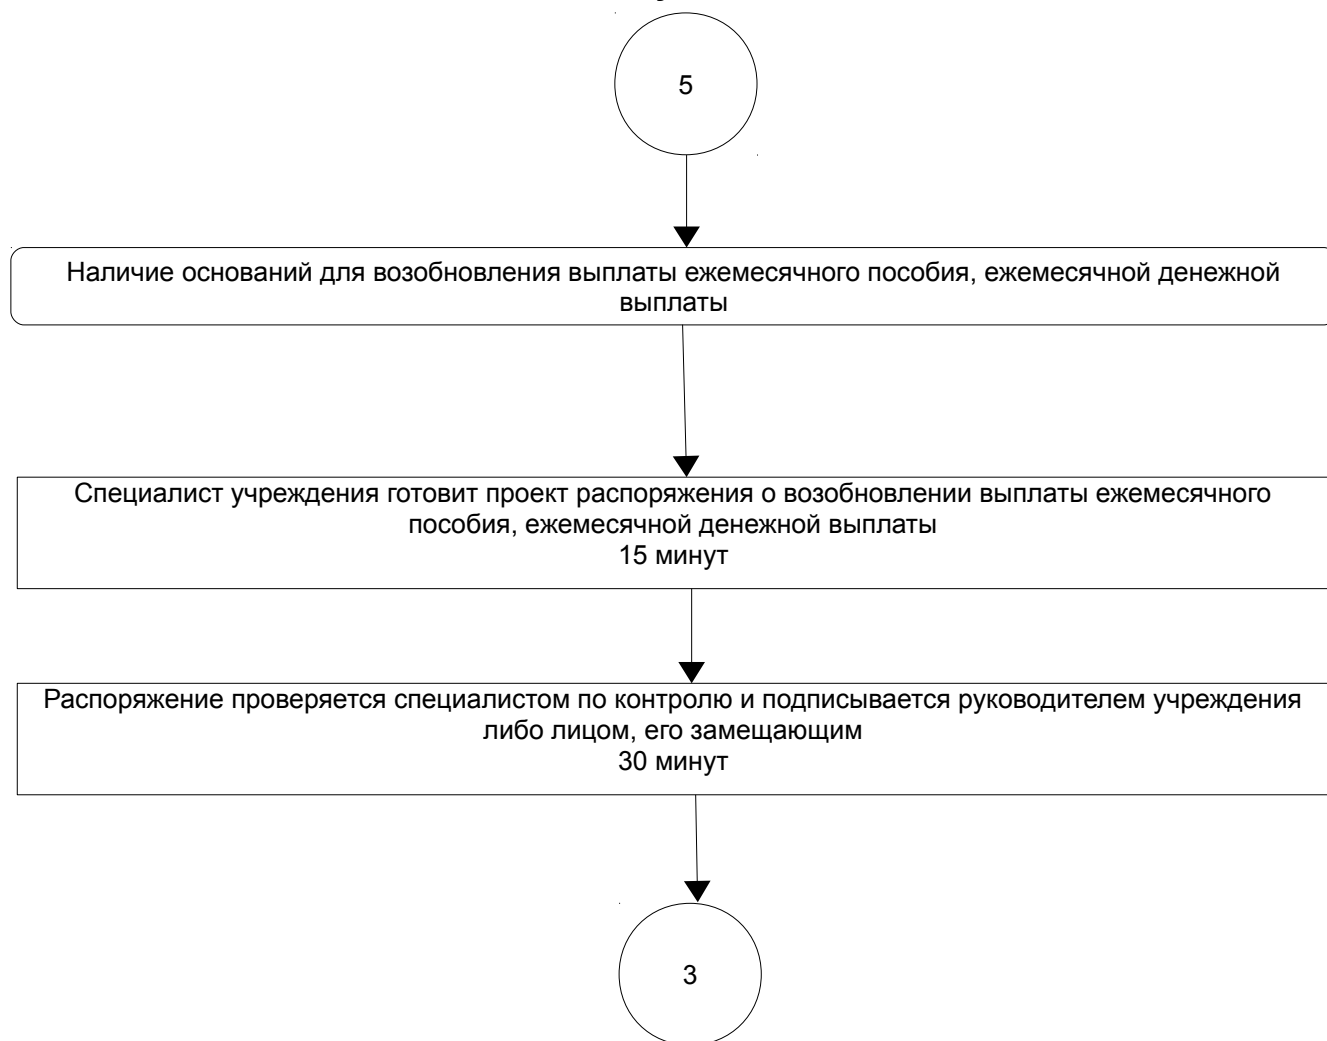 5
Наличие оснований для возобновления выплаты ежемесячного пособия, ежемесячной денежной
выплаты
Специалист учреждения готовит проект распоряжения о возобновлении выплаты ежемесячного
пособия, ежемесячной денежной выплаты
15 минут
Распоряжение проверяется специалистом по контролю и подписывается руководителем учреждения
либо лицом, его замещающим
30 минут
3